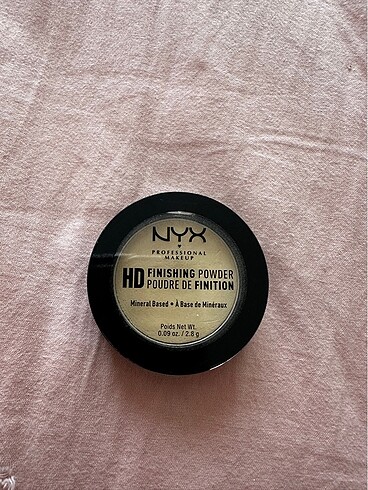 NYX
PROFESSIONAL
MAKEUP
HD FINISHING POWDER
POUDRE DE FINITION
Mineral Based • À Base de Minéraux
Poids Net Wt.
0.09 oz. / 2.8 g